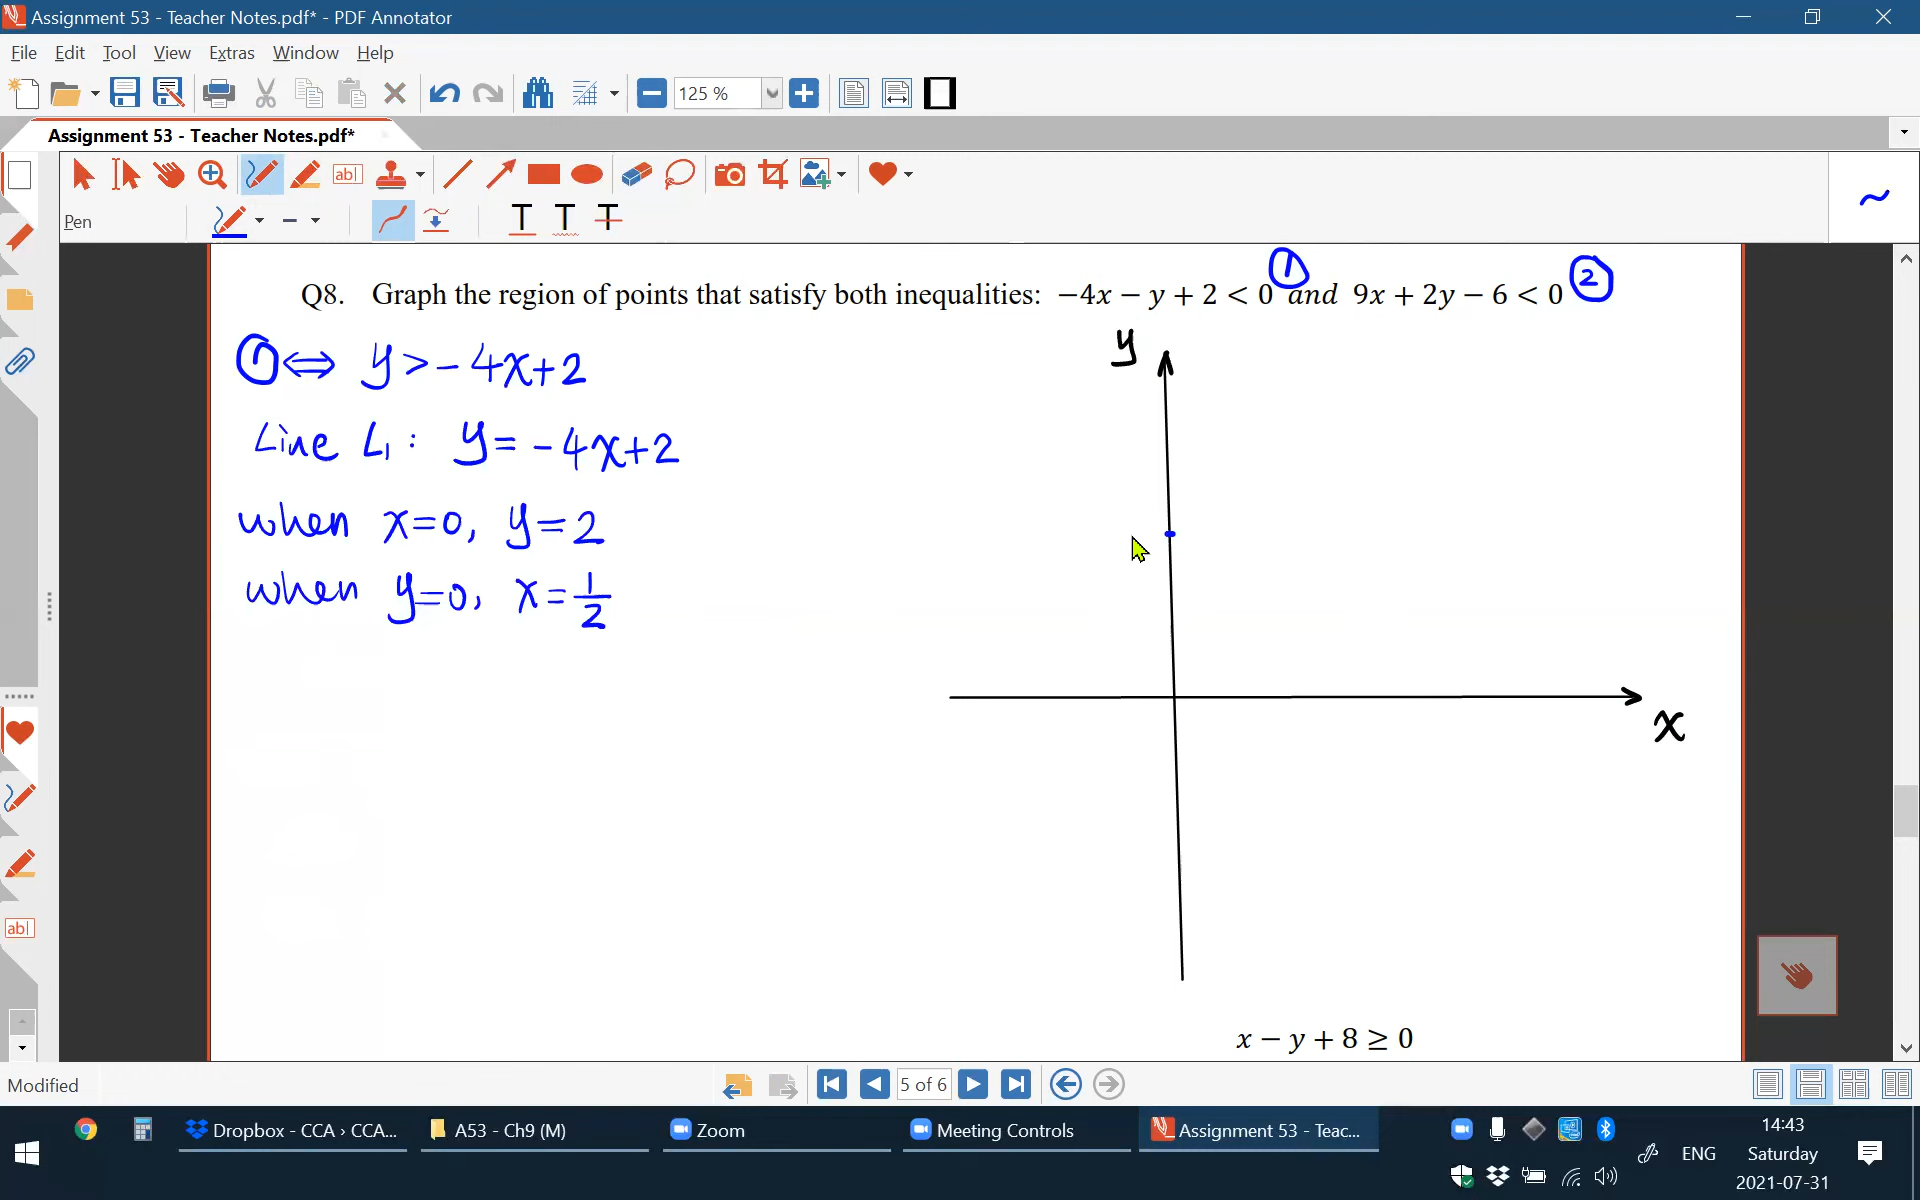 Assignment 53 - Teacher Notes.pdf* - PDF Annotator
File Edit Tool View Extras Window Help
125 %
Assignment 53 - Teacher Notes.pdf*
ab|
Pen
T T T
Q8. Graph the region of points that satisfy both inequalities: −4x − y + 2 < 0 ① and 9x + 2y − 6 < 0 ②
① ⇔ y > - 4x+2
Line L₁ : y = -4x+2
when x=0, y=2
when y=0, x=1/2
y
x
x − y + 8 ≥ 0
ab|
Modified
5 of 6
Dropbox - CCA › CCA...
A53 - Ch9 (M)
Zoom
Meeting Controls
Assignment 53 - Teac...
ENG
14:43
Saturday
2021-07-31